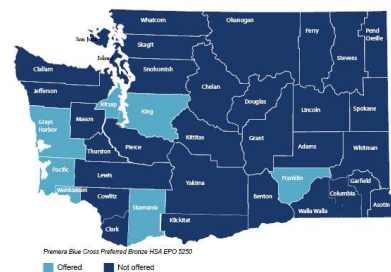 Whatcom
Okanogan
Ferry
Pend
Oreille
San Ju
Islan
Skagit
Stevens
Clallam
Snohomish
Chelan
Jefferson
Kitsap
King
Douglas
Lincoln
Spokane
Grays
Harbor
Mason
Kittitas
Grant
Thurston
Pierce
Adams
Whitman
Pacific
Lewis
Yakima
Franklin
Garfield
Columbia
Wahkiakum
Cowlitz
Skamania
Benton
Walla Walla
Asotin
Clark
Klickitat
Premera Blue Cross Preferred Bronze HSA EPO 5250
Offered
Not offered